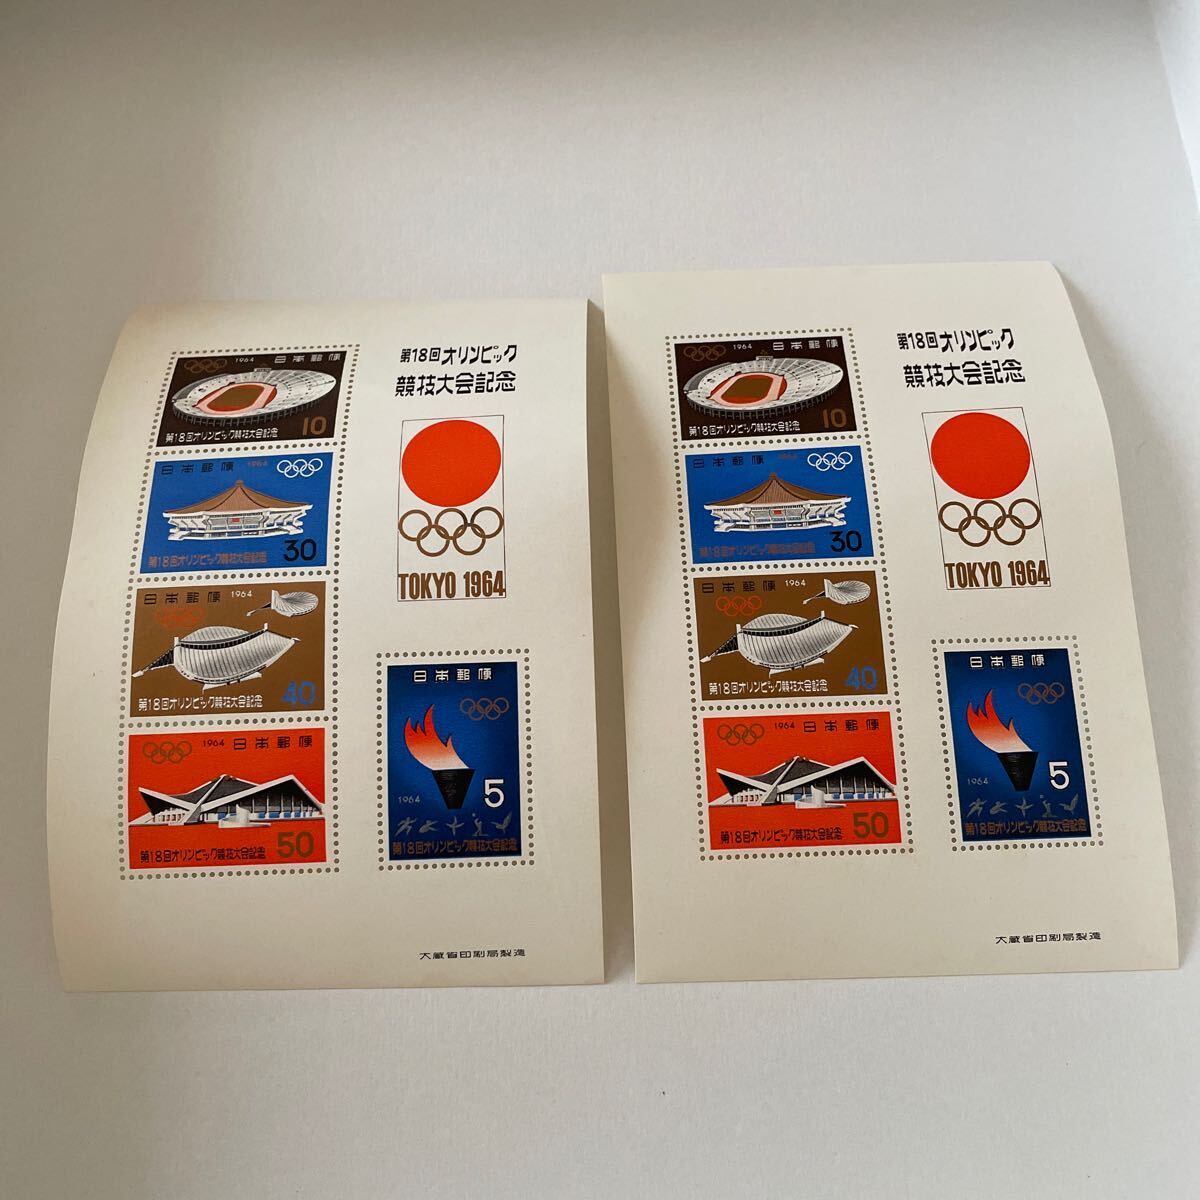 第18回オリンピック
競技大会記念
1964 日本郵便
10
第18回オリンピック競技大会記念
日本郵便 1964
30
第18回オリンピック競技大会記念
日本郵便 1964
40
第18回オリンピック競技大会記念
1964 日本郵便
50
第18回オリンピック競技大会記念
TOKYO 1964
日本郵便
5
1964
第18回オリンピック競技大会記念
大蔵省印刷局製造
第18回オリンピック
競技大会記念
1964 日本郵便
10
第18回オリンピック競技大会記念
日本郵便 1964
30
第18回オリンピック競技大会記念
日本郵便 1964
40
第18回オリンピック競技大会記念
1964 日本郵便
50
第18回オリンピック競技大会記念
TOKYO 1964
日本郵便
5
1964
第18回オリンピック競技大会記念
大蔵省印刷局製造